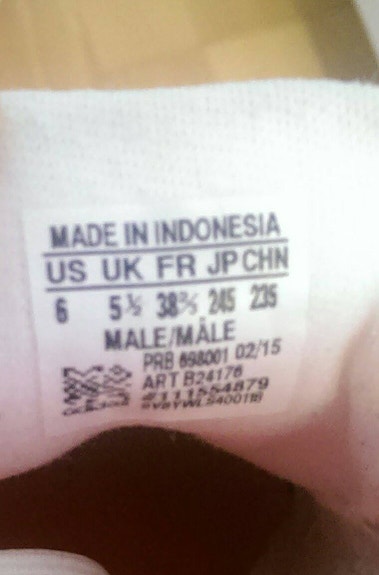 MADE IN INDONESIA
US UK FR JP CHN
6 5½ 38⅔ 245 235
MALE/MÂLE
PRB 698001 02/15
ART B24176
#111554879